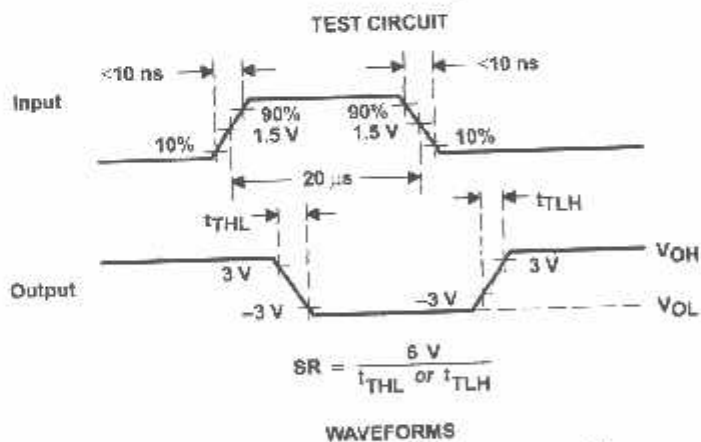 TEST CIRCUIT
<10 ns
<10 ns
Input
90%
90%
1.5 V
1.5 V
10%
10%
20 µs
tTHL
tTLH
VOH
3 V
3 V
Output
–3 V
–3 V
VOL
SR = 6 V / tTHL or tTLH
WAVEFORMS